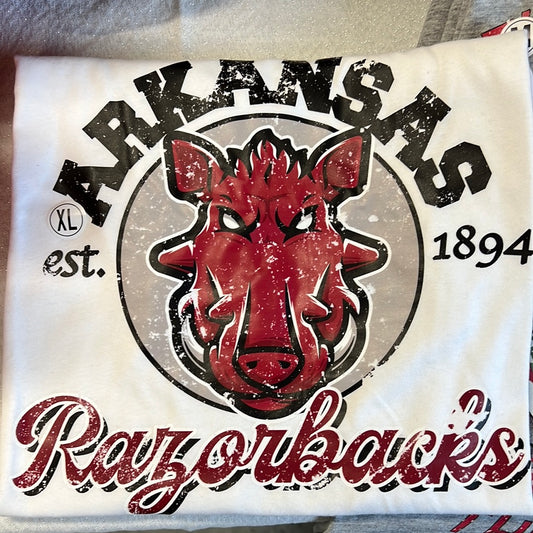 ARKANSAS
XL
est. 1894
Razorbacks